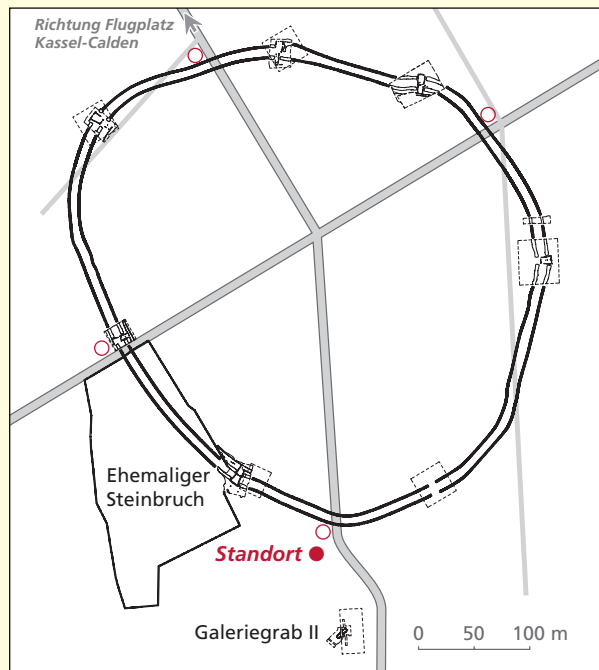 Richtung Flugplatz
Kassel-Calden
Ehemaliger
Steinbruch
Standort
Galeriegrab II
0 50 100 m